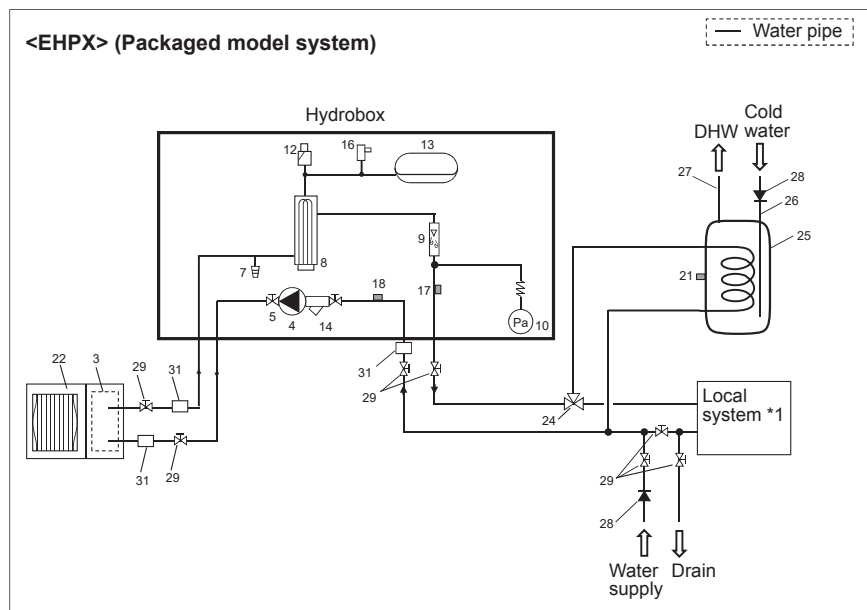 <EHPX> (Packaged model system)
Water pipe
Hydrobox
DHW
Cold
water
12
16
13
27
28
26
25
9
8
7
21
18
17
5
4
14
10
Pa
31
29
22
3
29
31
24
Local
system *1
31
29
29
28
Water
supply
Drain